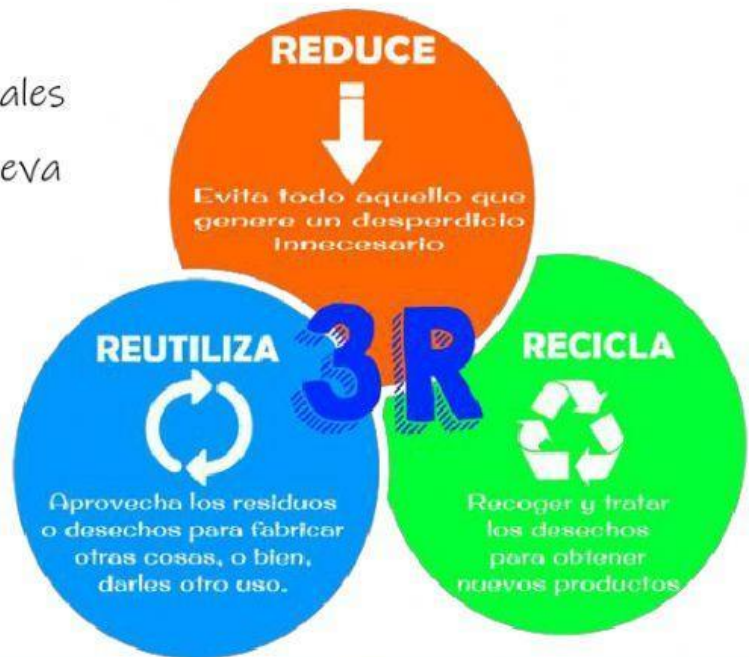 ales
eva
REDUCE
Evita todo aquello que
genere un desperdicio
innecesario
3R
REUTILIZA
Aprovecha los residuos
o desechos para fabricar
otras cosas, o bien,
darles otro uso.
RECICLA
Recoger y tratar
los desechos
para obtener
nuevos productos